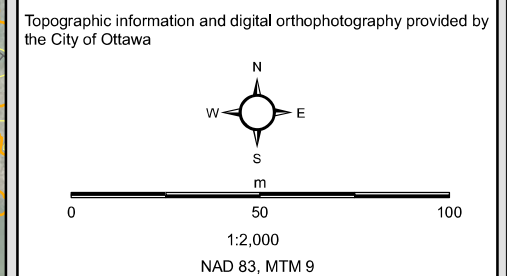 Topographic information and digital orthophotography provided by
the City of Ottawa
N
W E
S
m
0 50 100
1:2,000
NAD 83, MTM 9